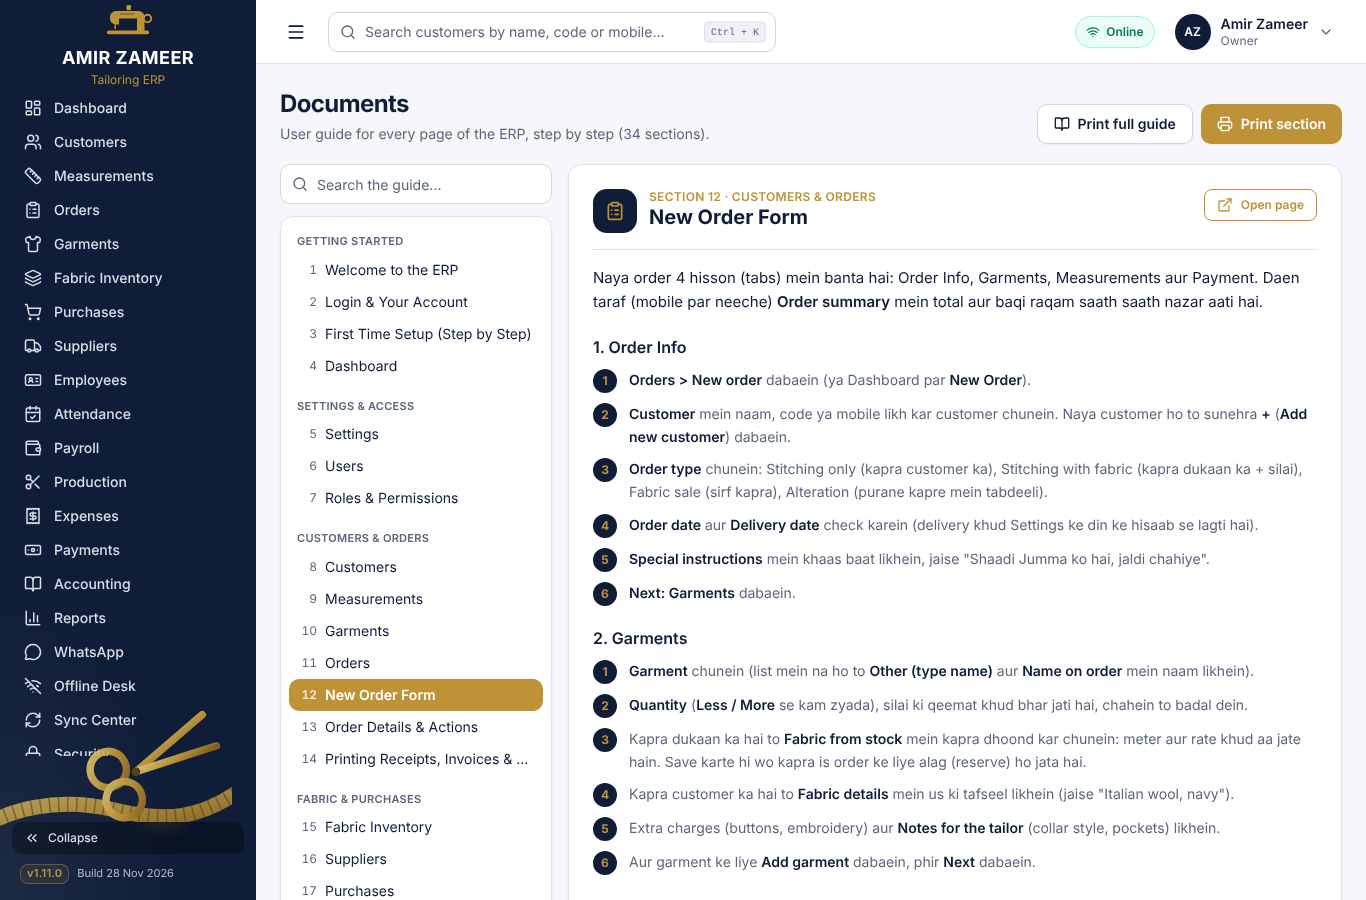 AMIR ZAMEER
Tailoring ERP
Dashboard
Customers
Measurements
Orders
Garments
Fabric Inventory
Purchases
Suppliers
Employees
Attendance
Payroll
Production
Expenses
Payments
Accounting
Reports
WhatsApp
Offline Desk
Sync Center
Security
Collapse
v1.11.0 Build 28 Nov 2026
Search customers by name, code or mobile...
Ctrl + K
Online
AZ
Amir Zameer
Owner
Documents
User guide for every page of the ERP, step by step (34 sections).
Print full guide
Print section
Search the guide...
GETTING STARTED
1 Welcome to the ERP
2 Login & Your Account
3 First Time Setup (Step by Step)
4 Dashboard
SETTINGS & ACCESS
5 Settings
6 Users
7 Roles & Permissions
CUSTOMERS & ORDERS
8 Customers
9 Measurements
10 Garments
11 Orders
12 New Order Form
13 Order Details & Actions
14 Printing Receipts, Invoices & ...
FABRIC & PURCHASES
15 Fabric Inventory
16 Suppliers
17 Purchases
SECTION 12 · CUSTOMERS & ORDERS
New Order Form
Open page
Naya order 4 hisson (tabs) mein banta hai: Order Info, Garments, Measurements aur Payment. Daen
taraf (mobile par neeche) Order summary mein total aur baqi raqam saath saath nazar aati hai.
1. Order Info
1 Orders > New order dabaein (ya Dashboard par New Order).
2 Customer mein naam, code ya mobile likh kar customer chunein. Naya customer ho to sunehra + (Add
new customer) dabaein.
3 Order type chunein: Stitching only (kapra customer ka), Stitching with fabric (kapra dukaan ka + silai),
Fabric sale (sirf kapra), Alteration (purane kapre mein tabdeeli).
4 Order date aur Delivery date check karein (delivery khud Settings ke din ke hisaab se lagti hai).
5 Special instructions mein khaas baat likhein, jaise "Shaadi Jumma ko hai, jaldi chahiye".
6 Next: Garments dabaein.
2. Garments
1 Garment chunein (list mein na ho to Other (type name) aur Name on order mein naam likhein).
2 Quantity (Less / More se kam zyada), silai ki qeemat khud bhar jati hai, chahein to badal dein.
3 Kapra dukaan ka hai to Fabric from stock mein kapra dhoond kar chunein: meter aur rate khud aa jate
hain. Save karte hi wo kapra is order ke liye alag (reserve) ho jata hai.
4 Kapra customer ka hai to Fabric details mein us ki tafseel likhein (jaise "Italian wool, navy").
5 Extra charges (buttons, embroidery) aur Notes for the tailor (collar style, pockets) likhein.
6 Aur garment ke liye Add garment dabaein, phir Next dabaein.